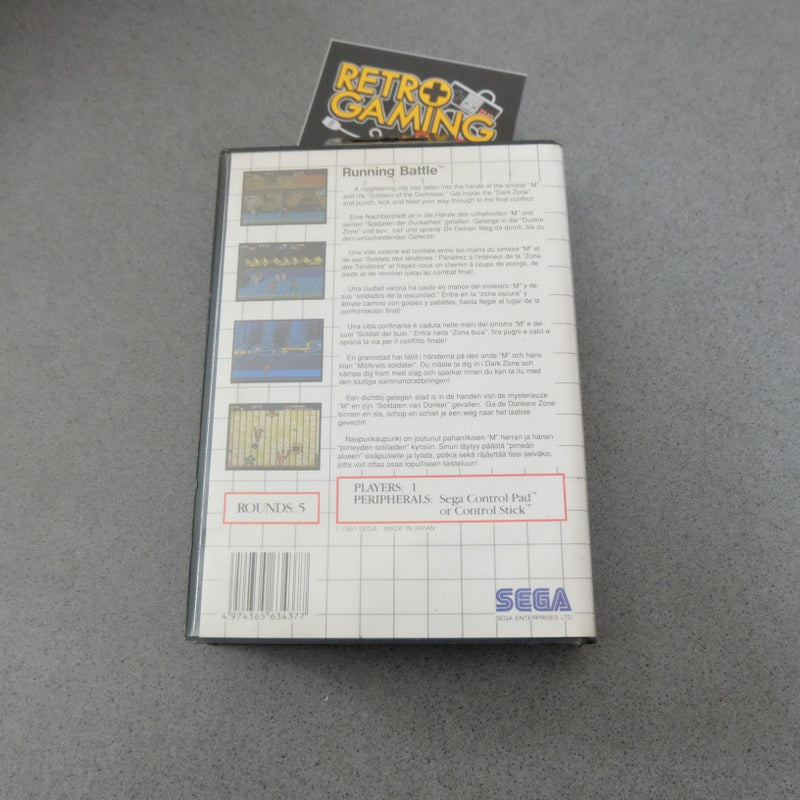 RETRO
GAMING
Running Battle™
A neighboring city has fallen into the hands of the sinister "M"
and his "Soldiers of the Darkness." Get inside the "Dark Zone"
and punch, kick and blast your way through to the final conflict!
Eine Nachbarstadt ist in die Hände des unheilvollen "M" und
seinen "Soldaten der Dunkelheit" gefallen. Gelange in die "Dunkle
Zone" und box', tret' und spreng' Dir Deinen Weg da durch, bis zu
dem entscheidenden Gefecht!
Une ville voisine est tombée entre les mains du sinistre "M" et
de ses "Soldats des ténèbres." Pénétrez à l'intérieur de la "Zone
des Ténèbres" et frayez-vous un chemin à coups de poings, de
pieds et de revolver jusqu'au combat final!
Una ciudad vecina ha caído en manos del siniestro "M" y de
sus "soldados de la oscuridad." Entra en la "zona oscura" y
ábrete camino con golpes y patadas, hasta llegar al lugar de la
confrontación final!
Una città confinante è caduta nelle mani del sinistro "M" e dei
suoi "Soldati del buio." Entra nella "Zona buia", tira pugni e calci e
spiana la via per il conflitto finale!
En grannstad har fallit i händerna på den onde "M" och hans
klan "Mörkrets soldater". Du måste ta dig in i Dark Zone och
kämpa dig fram med slag och sparkar innan du kan ta itu med
den slutliga sammandrabbningen!
Een dichtbij gelegen stad is in de handen van de mysterieuze
"M" en zijn "Soldaten van Donker" gevallen. Ga de Donkere Zone
binnen en sla, schop en schiet je een weg naar het laatste
gevecht!
Naapurikaupunki on joutunut pahanilkisen "M" herran ja hänen
"pimeyden sotilaiden" kynsiin. Sinun täytyy päästä "pimeän
alueen" sisäpuolelle ja lyödä, potkia sekä räjäyttää tiesi selväksi,
jotta voit ottaa osaa lopulliseen taisteluun!
ROUNDS: 5
PLAYERS: 1
PERIPHERALS: Sega Control Pad™
or Control Stick™
© 1991 SEGA MADE IN JAPAN
4 974365 634377
SEGA
SEGA ENTERPRISES LTD.